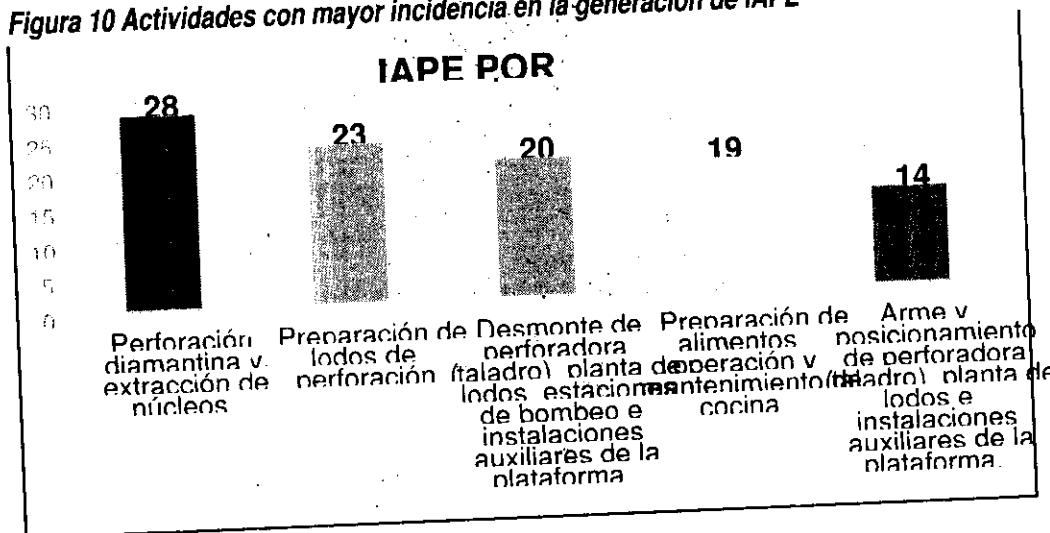 Figura 10 Actividades con mayor incidencia en la generación de IAPE
IAPE POR
30
25
20
15
10
5
0
28
23
20
19
14
Perforación
diamantina y
extracción de
núcleos
Preparación de
lodos de
perforación
Desmonte de
perforadora
(taladro) planta de
lodos estaciones
de bombeo e
instalaciones
auxiliares de la
plataforma
Preparación de
alimentos
operación y
mantenimiento de
cocina
Arme y
posicionamiento
de perforadora
(taladro) planta de
lodos e
instalaciones
auxiliares de la
plataforma.